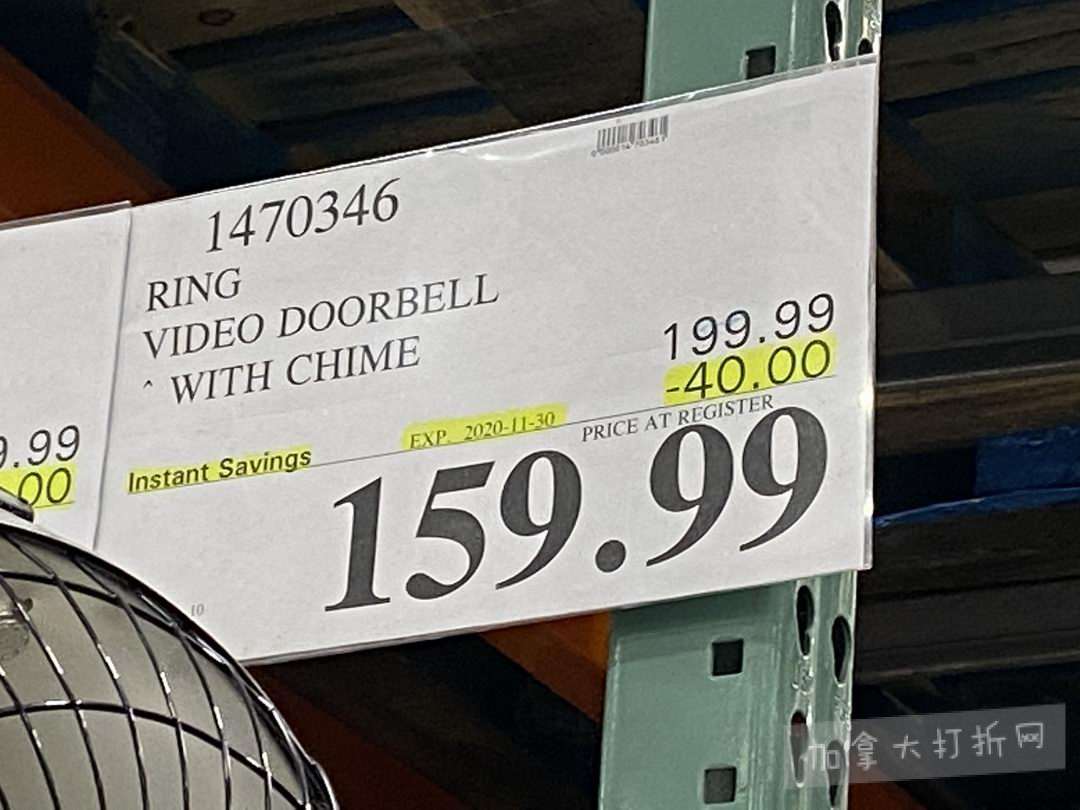 1470346
RING
VIDEO DOORBELL
^ WITH CHIME
199.99
-40.00
EXP. 2020-11-30
PRICE AT REGISTER
Instant Savings
159.99
10
9.99
.00
加拿大打折网